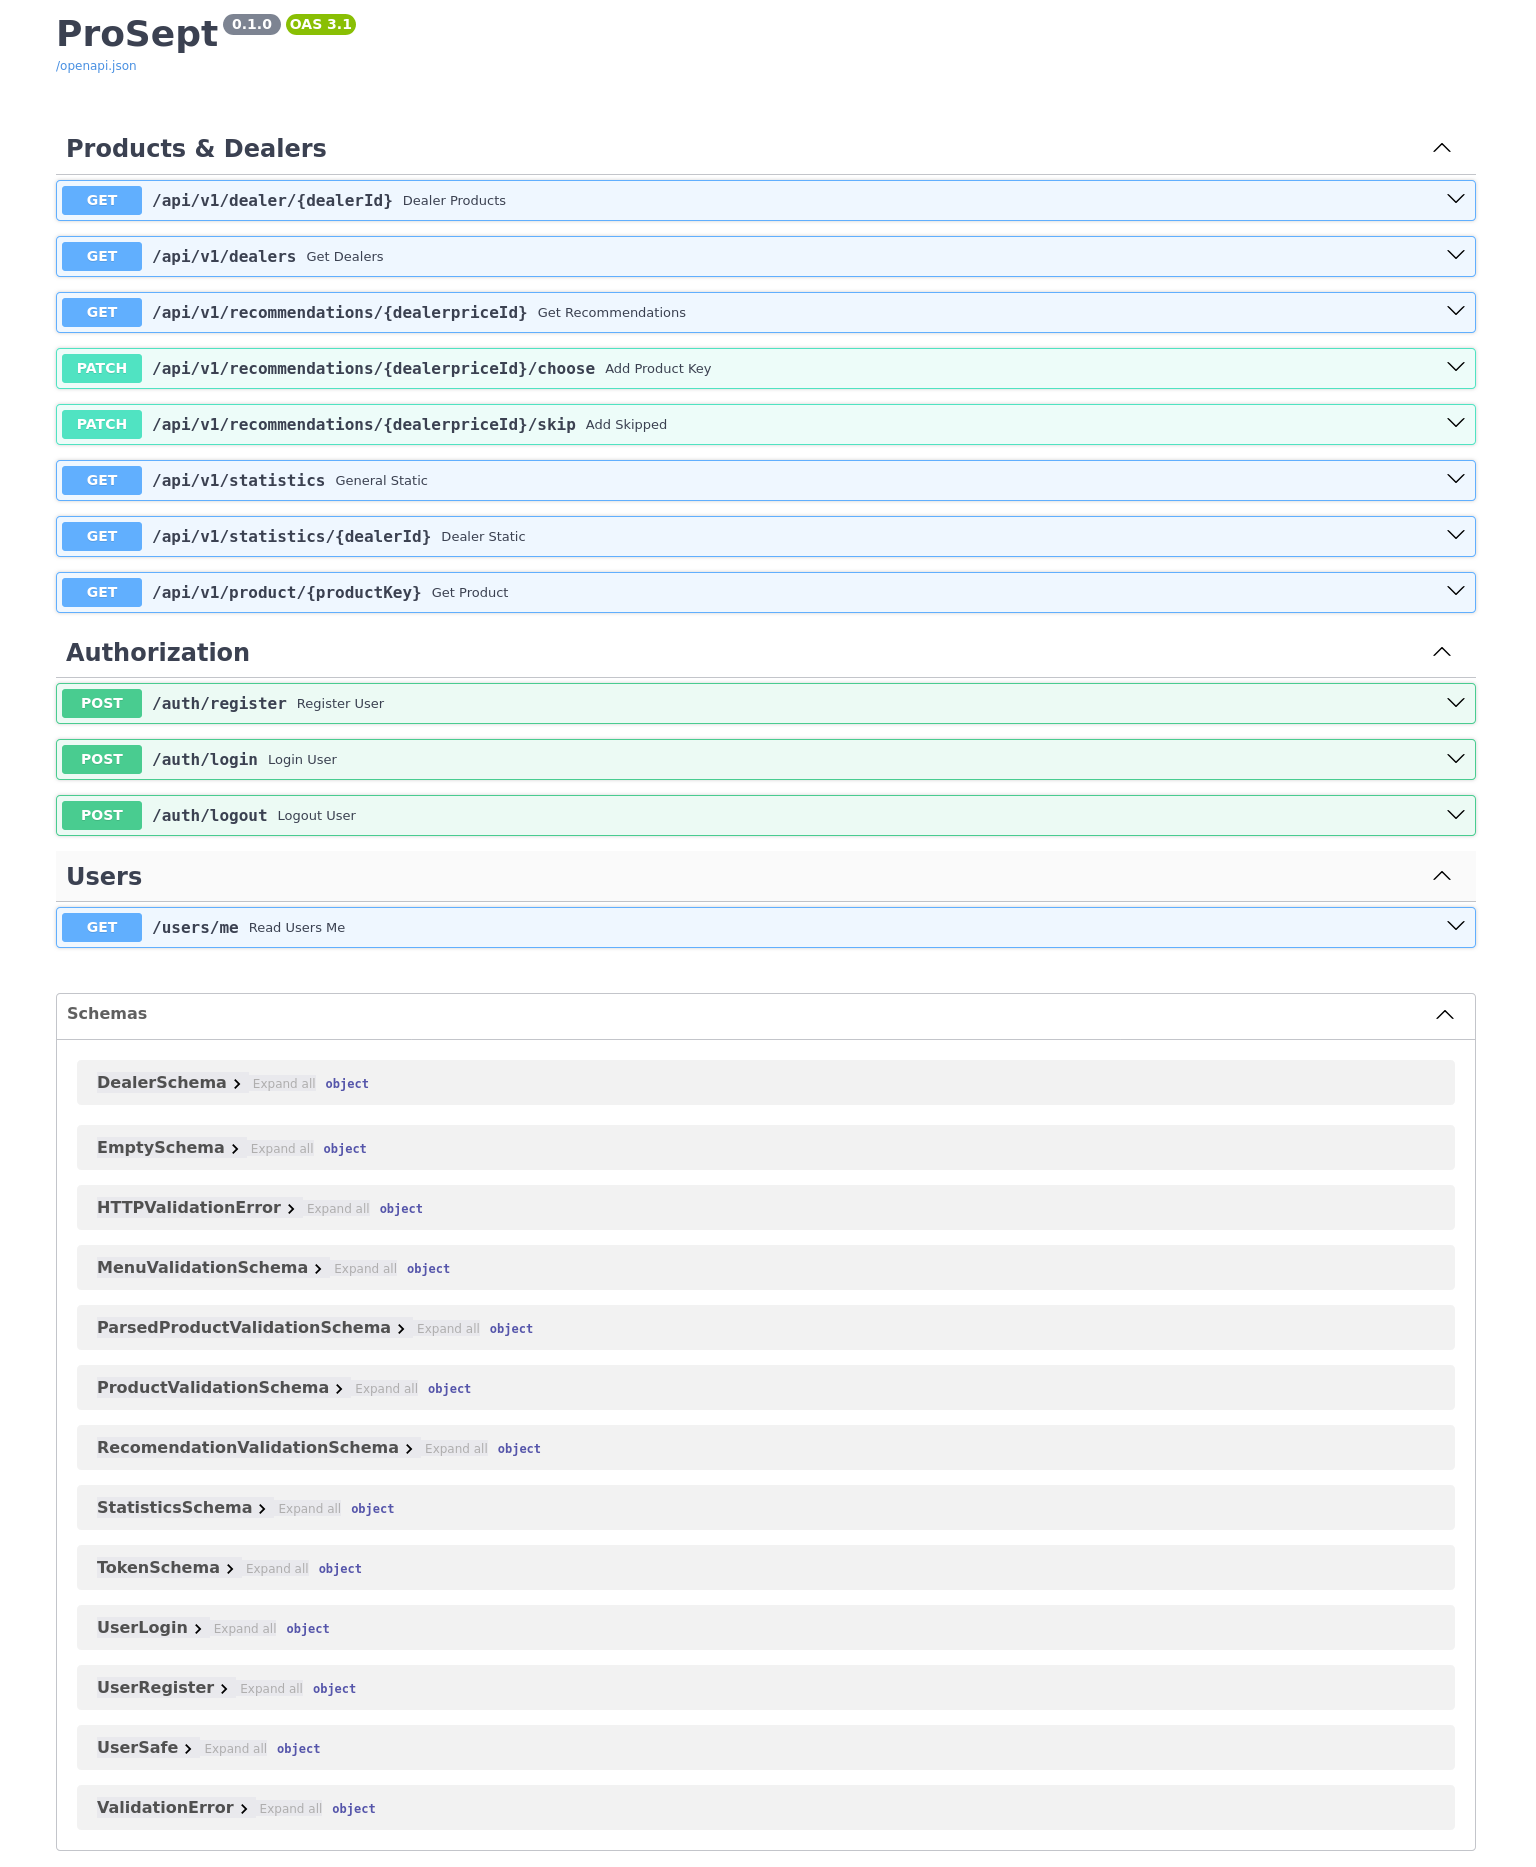 ProSept 0.1.0 OAS 3.1
/openapi.json
Products & Dealers
GET /api/v1/dealer/{dealerId} Dealer Products
GET /api/v1/dealers Get Dealers
GET /api/v1/recommendations/{dealerpriceId} Get Recommendations
PATCH /api/v1/recommendations/{dealerpriceId}/choose Add Product Key
PATCH /api/v1/recommendations/{dealerpriceId}/skip Add Skipped
GET /api/v1/statistics General Static
GET /api/v1/statistics/{dealerId} Dealer Static
GET /api/v1/product/{productKey} Get Product
Authorization
POST /auth/register Register User
POST /auth/login Login User
POST /auth/logout Logout User
Users
GET /users/me Read Users Me
Schemas
DealerSchema Expand all object
EmptySchema Expand all object
HTTPValidationError Expand all object
MenuValidationSchema Expand all object
ParsedProductValidationSchema Expand all object
ProductValidationSchema Expand all object
RecomendationValidationSchema Expand all object
StatisticsSchema Expand all object
TokenSchema Expand all object
UserLogin Expand all object
UserRegister Expand all object
UserSafe Expand all object
ValidationError Expand all object